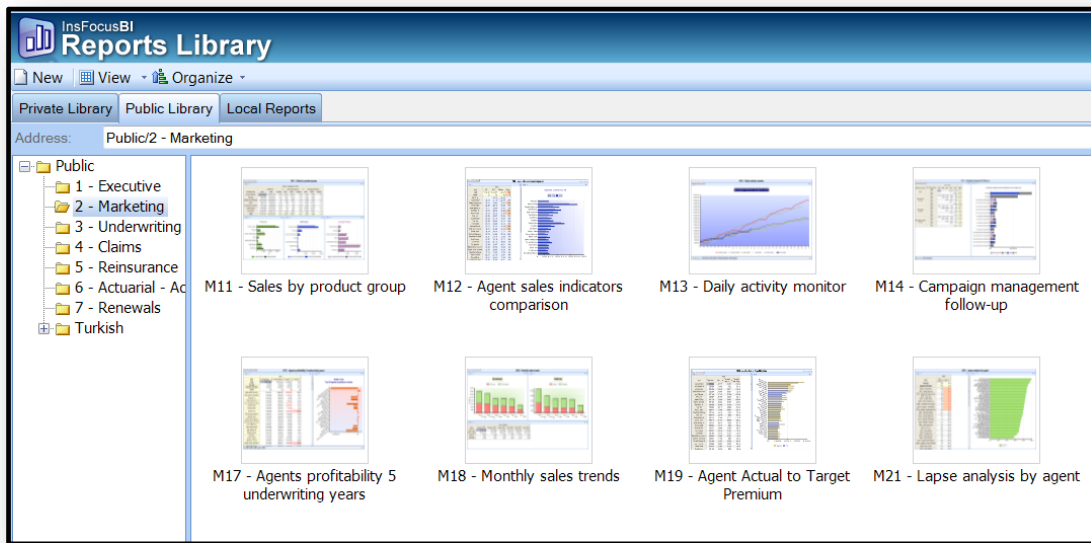 InsFocusBI
Reports Library
New View Organize
Private Library Public Library Local Reports
Address: Public/2 - Marketing
Public
1 - Executive
2 - Marketing
3 - Underwriting
4 - Claims
5 - Reinsurance
6 - Actuarial - Ac
7 - Renewals
Turkish
M11 - Sales by product group
M12 - Agent sales indicators
comparison
M13 - Daily activity monitor
M14 - Campaign management
follow-up
M17 - Agents profitability 5
underwriting years
M18 - Monthly sales trends
M19 - Agent Actual to Target
Premium
M21 - Lapse analysis by agent